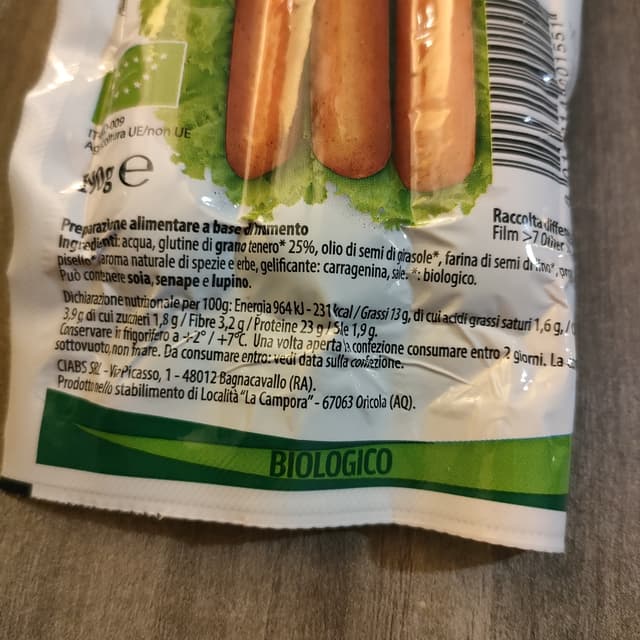 Agricoltura UE/non UE
Raccolta
Film >7 Other
Preparazione alimentare a base di frumento
Ingredienti: acqua, glutine di grano tenero* 25%, olio di semi di girasole*, farina di semi di
pisello* aroma naturale di spezie e erbe, gelificante: carragenina, sale. *: biologico.
Può contenere soia, senape e lupino.
Dichiarazione nutrizionale per 100g: Energia 964 kJ - 231 kcal / Grassi 13 g, di cui acidi grassi saturi 1,6 g, /
3,9g di cui zuccheri 1,8 g / Fibre 3,2 g / Proteine 23 g / Sale 1,9 g.
Conservare in frigorifero a +2° / +7°C. Una volta aperta la confezione consumare entro 2 giorni. La
sottovuoto, non forare. Da consumare entro: vedi data sulla confezione.
CIABS SRL - Via Picasso, 1 - 48012 Bagnacavallo (RA).
Prodotto nello stabilimento di Località "La Campora" - 67063 Oricola (AQ).
BIOLOGICO